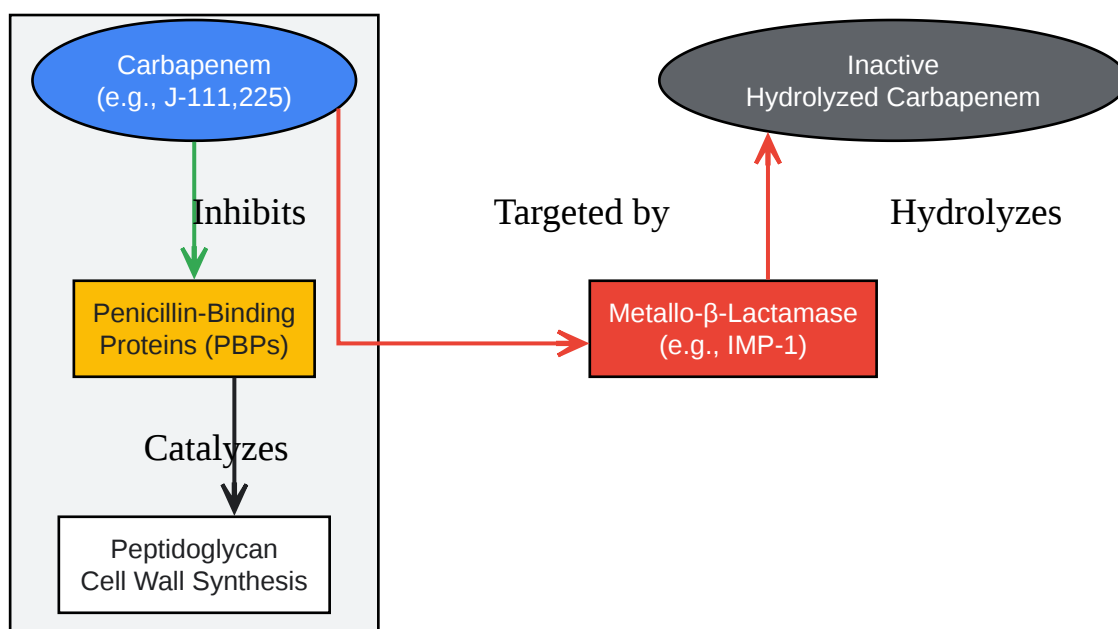 Carbapenem
(e.g., J-111,225)
Inactive
Hydrolyzed Carbapenem
Inhibits
Targeted by
Hydrolyzes
Penicillin-Binding
Proteins (PBPs)
Metallo-β-Lactamase
(e.g., IMP-1)
Catalyzes
Peptidoglycan
Cell Wall Synthesis